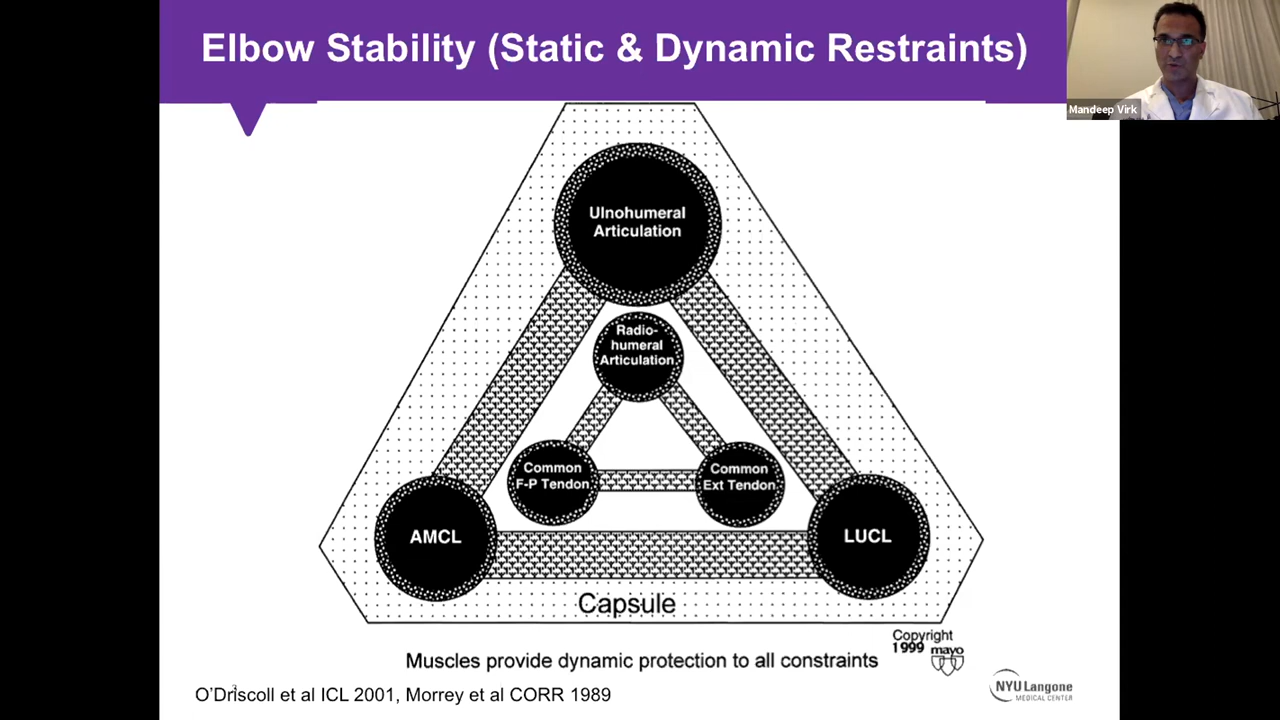 Elbow Stability (Static & Dynamic Restraints)
Mandeep Virk
Ulnohumeral
Articulation
Radio-
humeral
Articulation
Common
F-P Tendon
Common
Ext Tendon
AMCL
LUCL
Capsule
Copyright
1999 mayo
Muscles provide dynamic protection to all constraints
O'Driscoll et al ICL 2001, Morrey et al CORR 1989
NYU Langone
MEDICAL CENTER